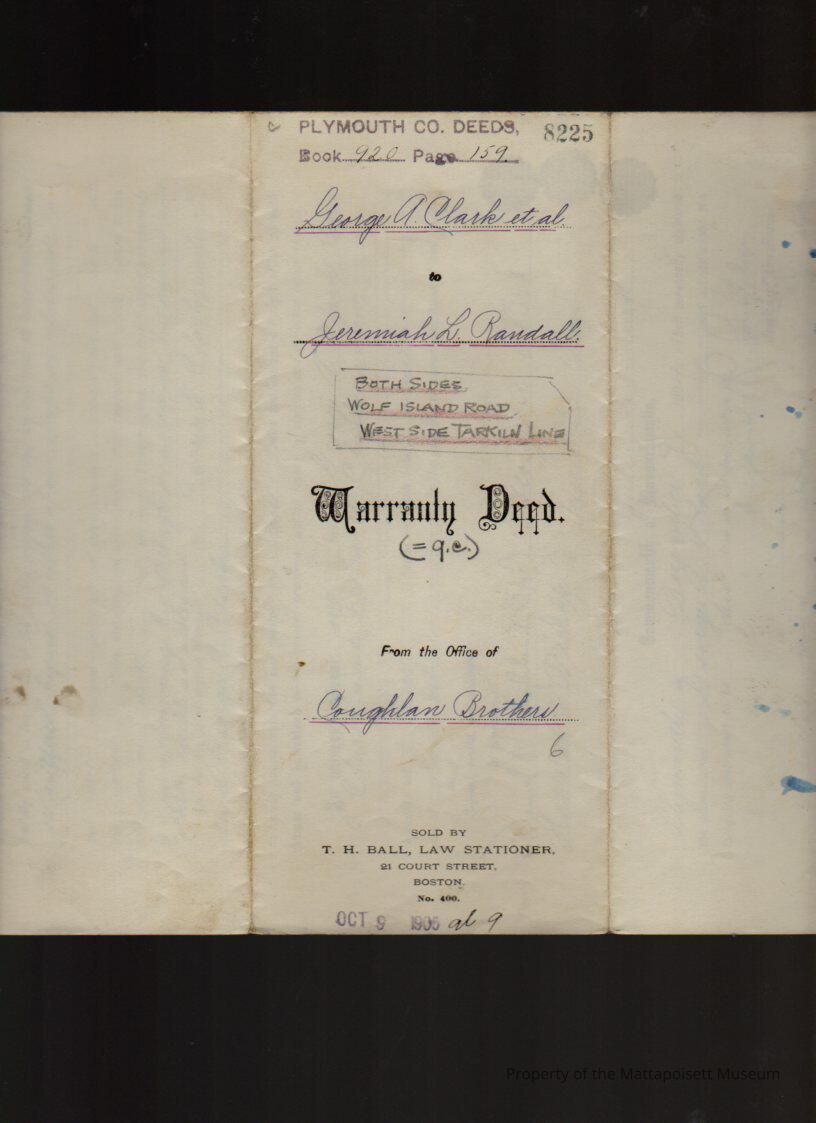 PLYMOUTH CO. DEEDS, 8225
Book 920 Page 159.
George A. Clark et al.
to
Jeremiah L. Randall.
BOTH SIDES
WOLF ISLAND ROAD
WEST SIDE TARKILN LINE
Warranty Deed.
(= q.c.)
From the Office of
Coughlan Brothers
6
SOLD BY
T. H. BALL, LAW STATIONER,
21 COURT STREET,
BOSTON.
No. 400.
OCT 9 1905 at 9
Property of the Mattapoisett Museum